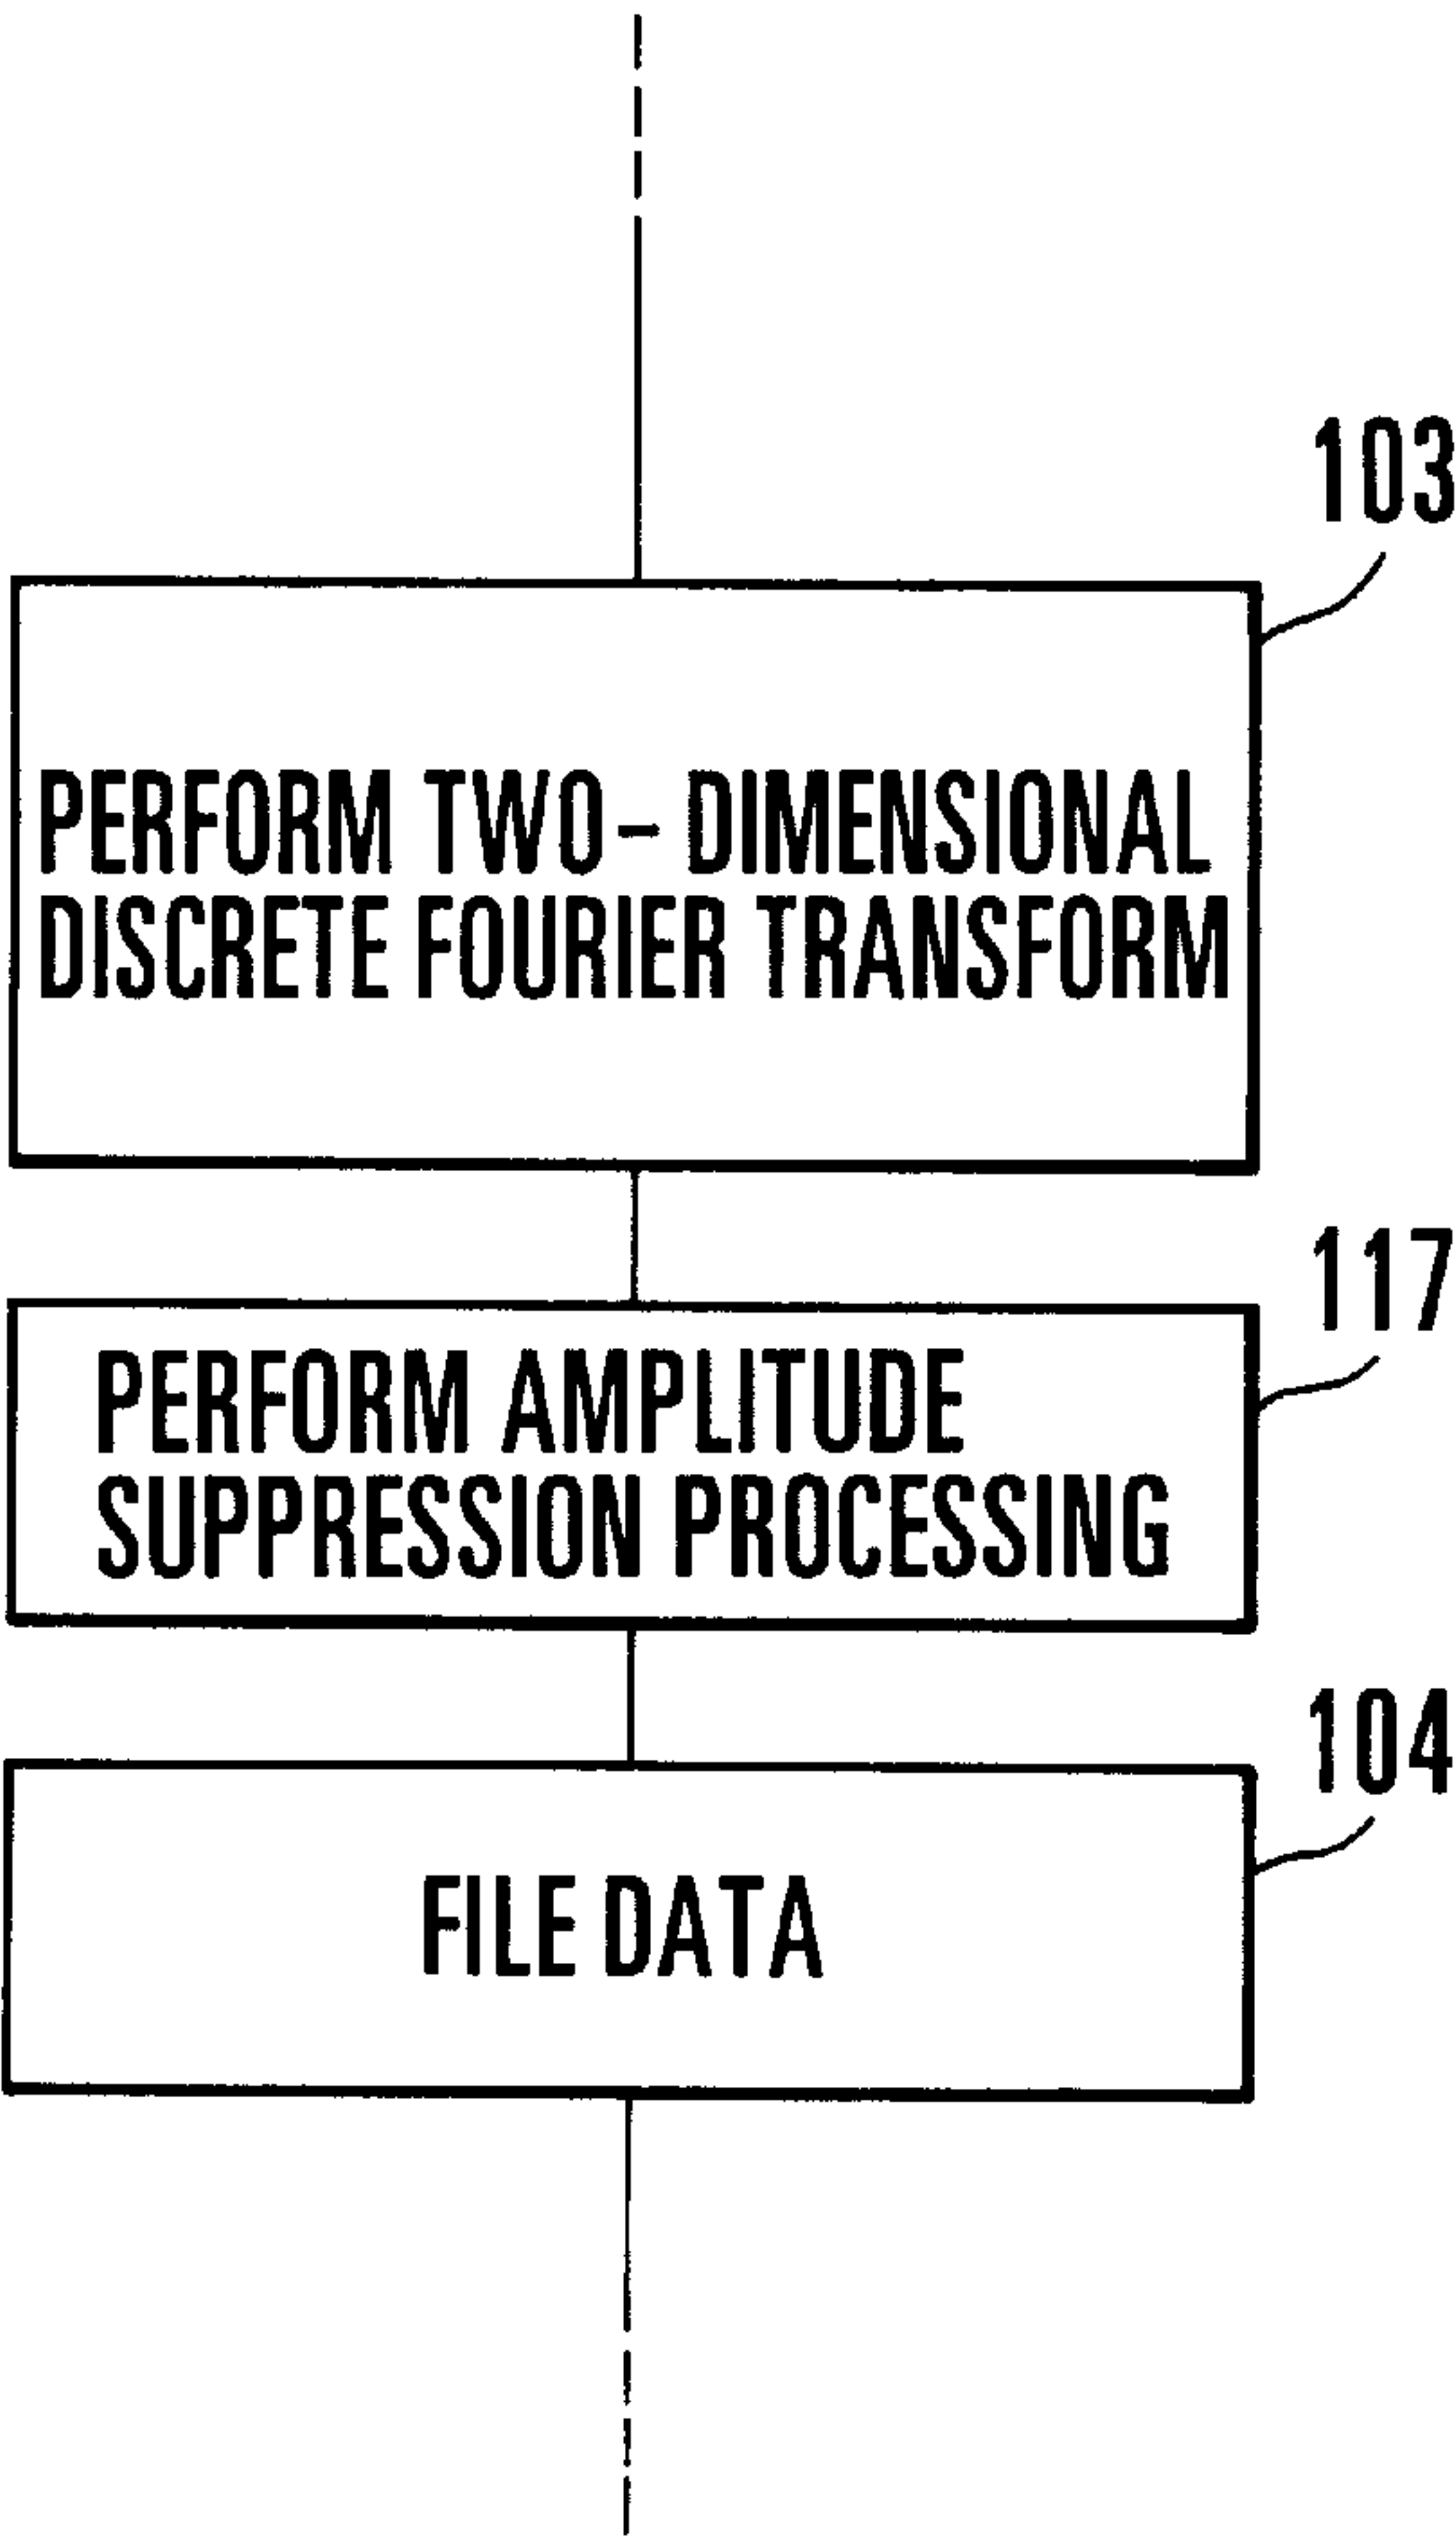 103
PERFORM TWO-DIMENSIONAL
DISCRETE FOURIER TRANSFORM
117
PERFORM AMPLITUDE
SUPPRESSION PROCESSING
104
FILE DATA